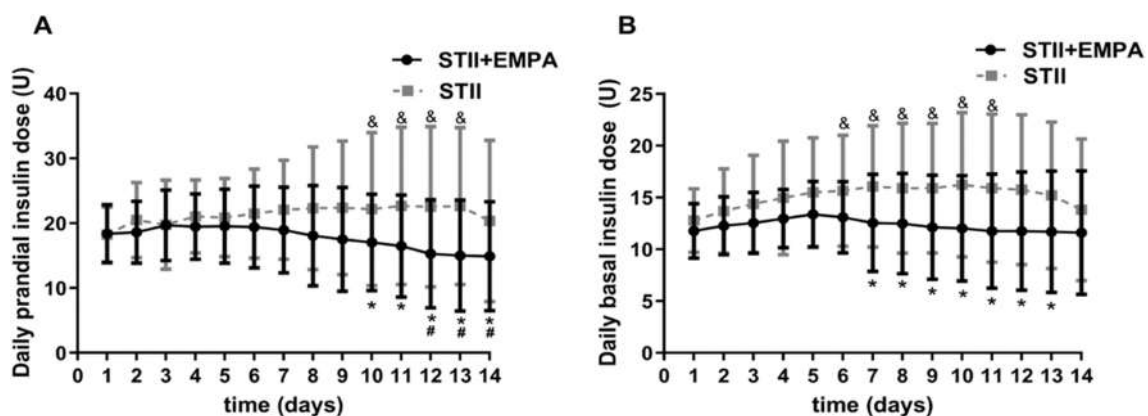 A
STII+EMPA
STII
Daily prandial insulin dose (U)
40
30
20
10
0
& & & &
* * * * *
# # #
0 1 2 3 4 5 6 7 8 9 10 11 12 13 14
time (days)
B
STII+EMPA
STII
Daily basal insulin dose (U)
25
20
15
10
5
0
& & & & & &
* * * * * * *
0 1 2 3 4 5 6 7 8 9 10 11 12 13 14
time (days)